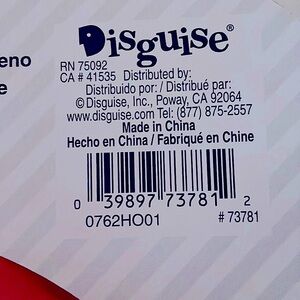 Disguise®
eno
RN 75092
CA # 41535 Distributed by:
e
Distribuido por: / Distribué par:
© Disguise, Inc., Poway, CA 92064
www.disguise.com Tel: (877) 875-2557
Made in China
Hecho en China / Fabriqué en Chine
0 39897 73781 2
0762HO01 # 73781